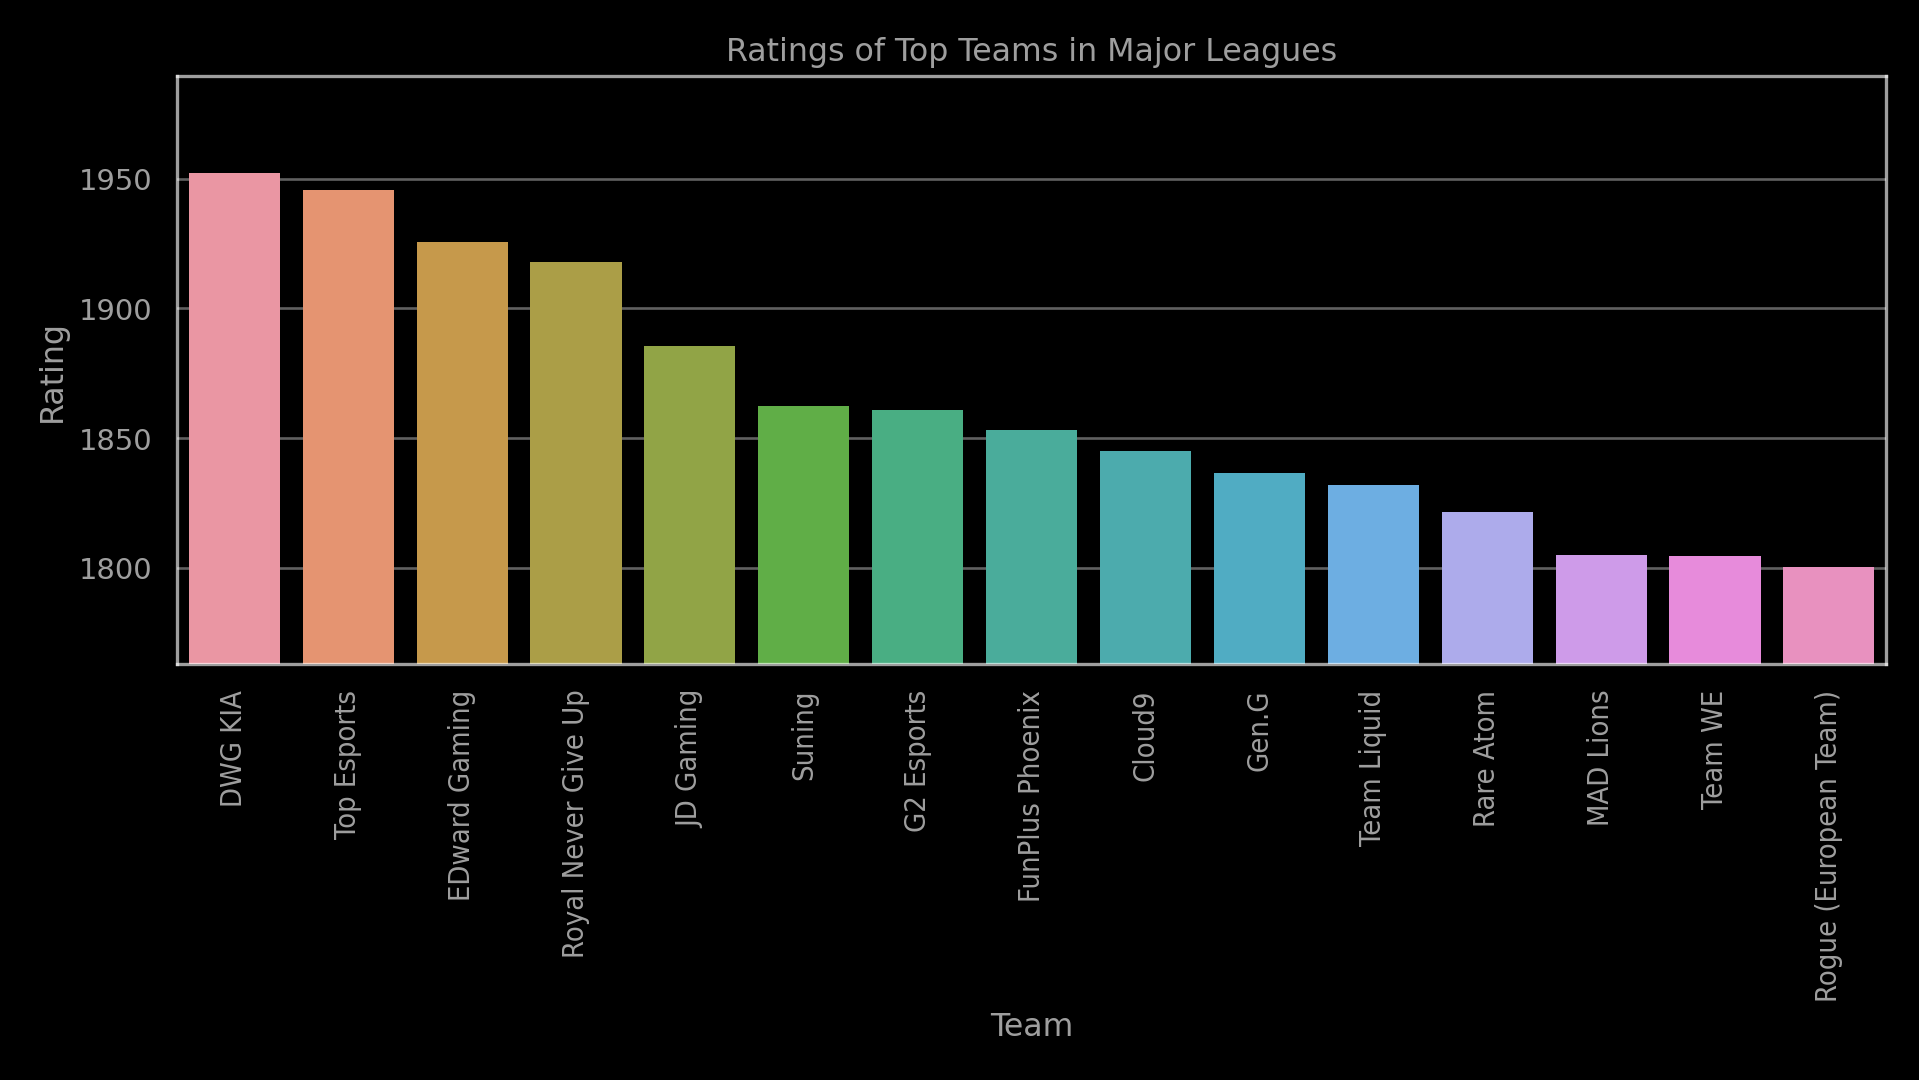 Ratings of Top Teams in Major Leagues
Rating
1950
1900
1850
1800
DWG KIA
Top Esports
EDward Gaming
Royal Never Give Up
JD Gaming
Suning
G2 Esports
FunPlus Phoenix
Cloud9
Gen.G
Team Liquid
Rare Atom
MAD Lions
Team WE
Rogue (European Team)
Team